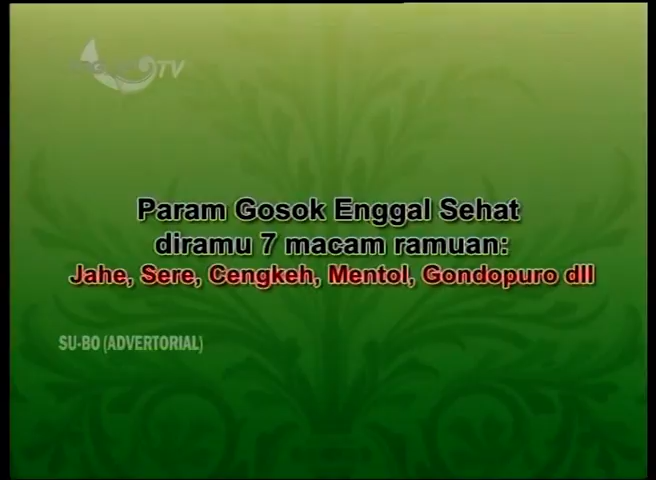 TV
Param Gosok Enggal Sehat
diramu 7 macam ramuan:
Jahe, Sere, Cengkeh, Mentol, Gondopuro dll
SU-BO (ADVERTORIAL)